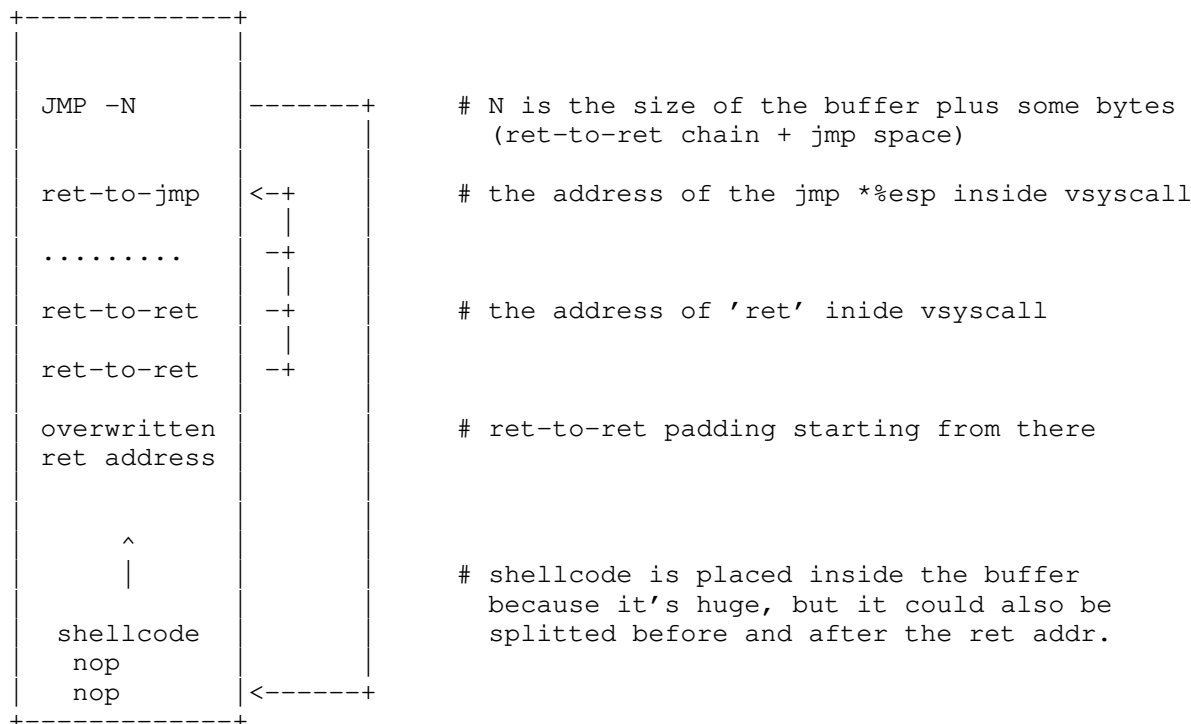 JMP -N # N is the size of the buffer plus some bytes
(ret-to-ret chain + jmp space)
ret-to-jmp # the address of the jmp *%esp inside vsyscall
.........
ret-to-ret # the address of 'ret' inide vsyscall
ret-to-ret
overwritten # ret-to-ret padding starting from there
ret address
# shellcode is placed inside the buffer
because it's huge, but it could also be
shellcode splitted before and after the ret addr.
nop
nop